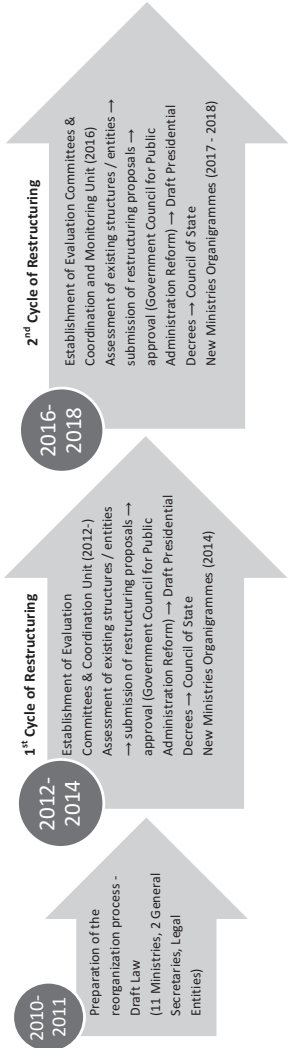 2010-
2011
Preparation of the
reorganization process -
Draft Law
(11 Ministries, 2 General
Secretaries, Legal
Entities)
2012-
2014
1st Cycle of Restructuring
Establishment of Evaluation
Committees & Coordination Unit (2012-)
Assessment of existing structures / entities
→ submission of restructuring proposals →
approval (Government Council for Public
Administration Reform) → Draft Presidential
Decrees → Council of State
New Ministries Organigrammes (2014)
2016-
2018
2nd Cycle of Restructuring
Establishment of Evaluation Committees &
Coordination and Monitoring Unit (2016)
Assessment of existing structures / entities →
submission of restructuring proposals →
approval (Government Council for Public
Administration Reform) → Draft Presidential
Decrees → Council of State
New Ministries Organigrammes (2017 - 2018)